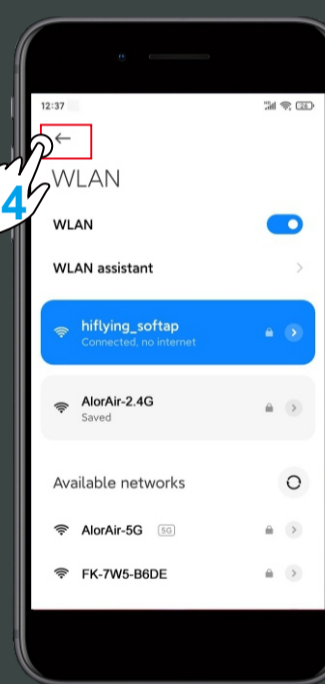 12:37
4
WLAN
WLAN
WLAN assistant
hiflying_softap
Connected, no internet
AlorAir-2.4G
Saved
Available networks
AlorAir-5G 5G
FK-7W5-B6DE